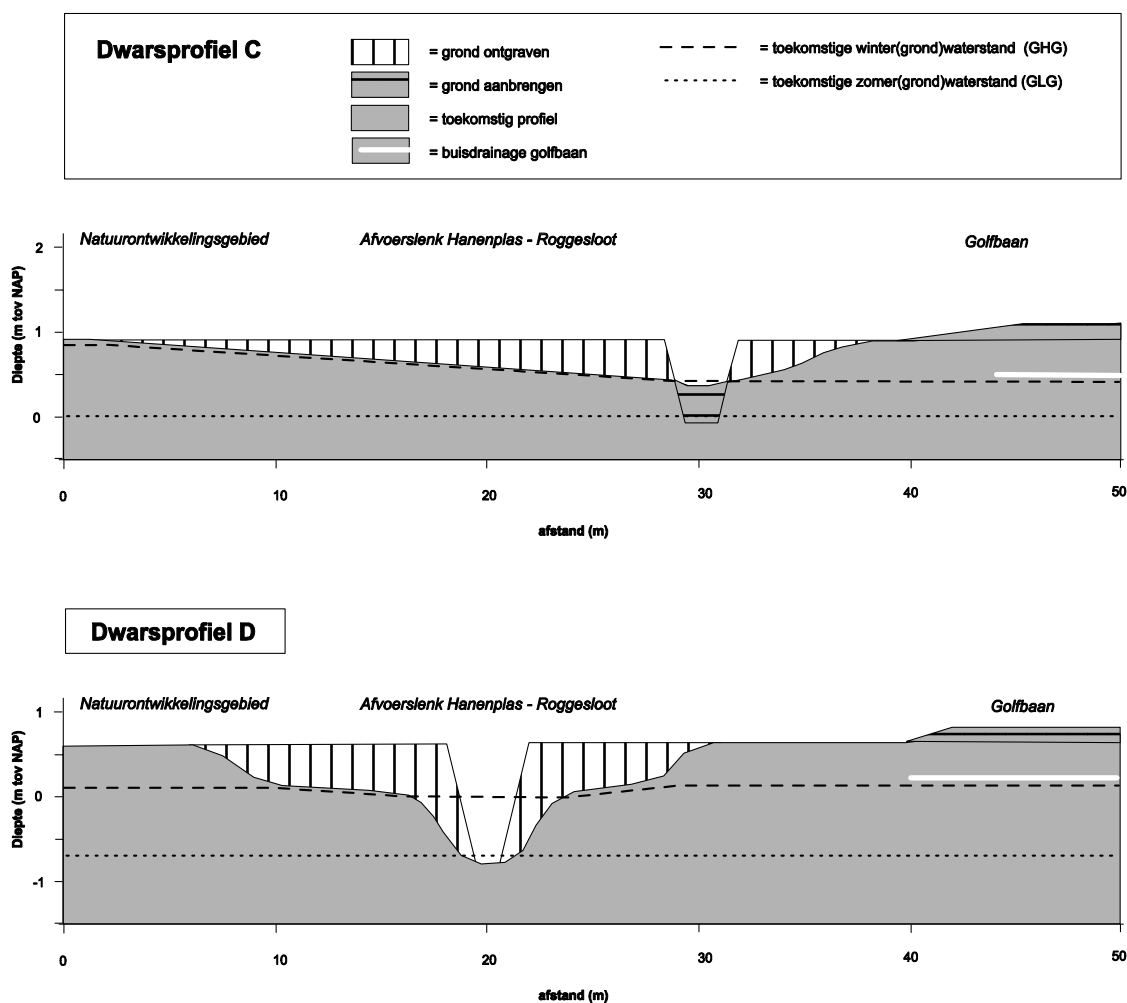 Dwarsprofiel C
= grond ontgraven
= grond aanbrengen
= toekomstig profiel
= buisdrainage golfbaan
= toekomstige winter(grond)waterstand (GHG)
= toekomstige zomer(grond)waterstand (GLG)
Natuurontwikkelingsgebied Afvoerslenk Hanenplas - Roggesloot Golfbaan
Diepte (m tov NAP)
2
1
0
0 10 20 30 40 50
afstand (m)
Dwarsprofiel D
Natuurontwikkelingsgebied Afvoerslenk Hanenplas - Roggesloot Golfbaan
Diepte (m tov NAP)
1
0
-1
0 10 20 30 40 50
afstand (m)